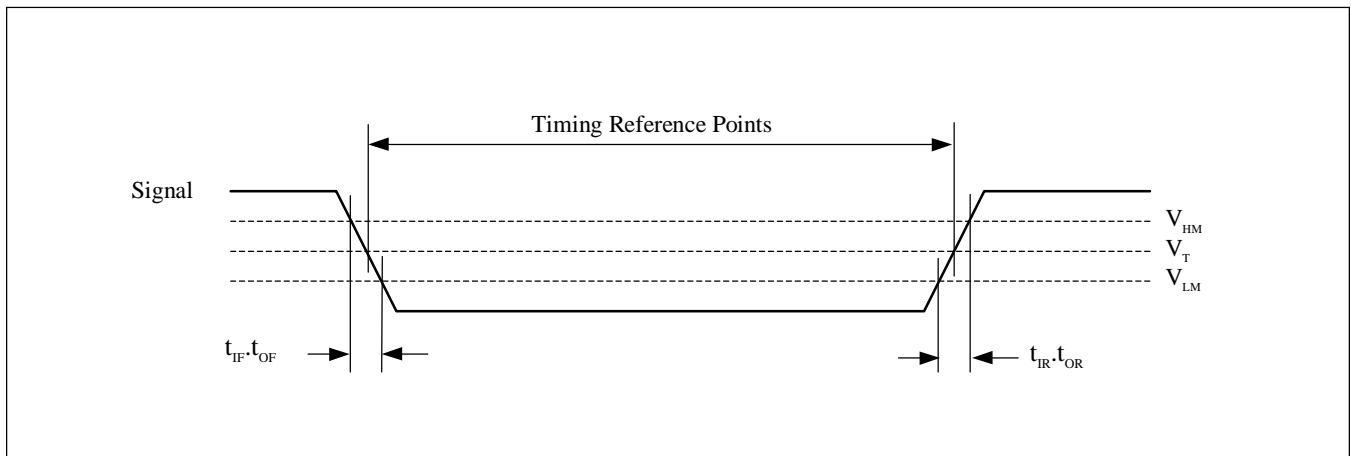 Timing Reference Points
Signal
V_HM
V_T
V_LM
t_IF.t_OF
t_IR.t_OR